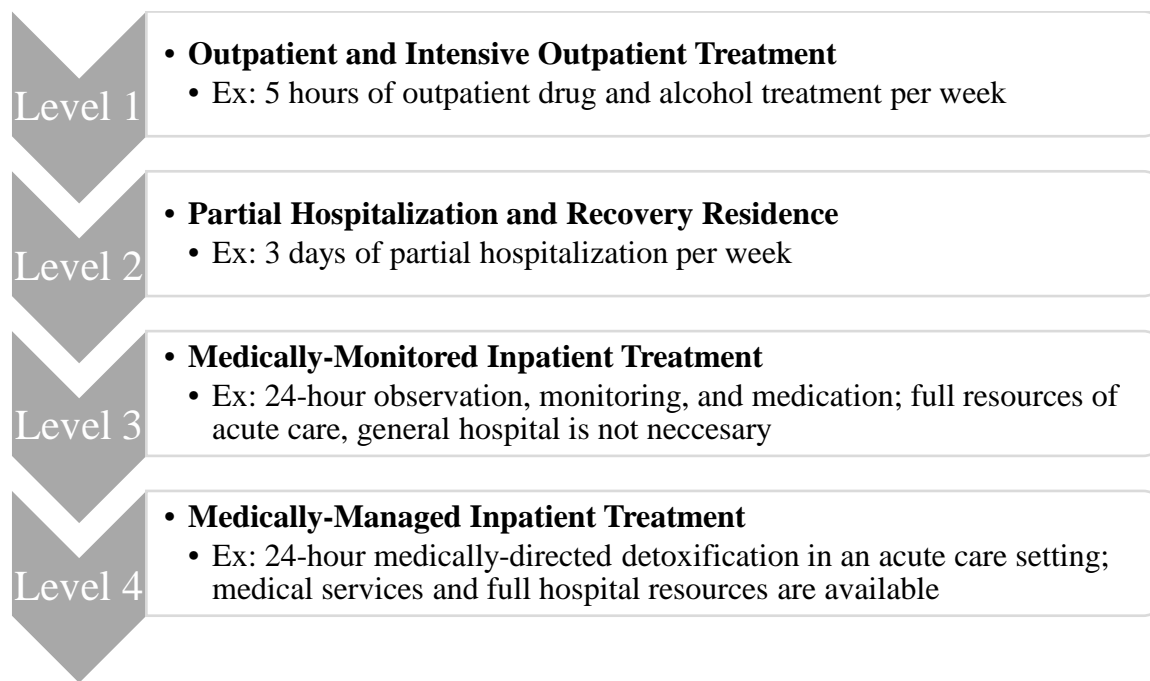 Level 1
• Outpatient and Intensive Outpatient Treatment
• Ex: 5 hours of outpatient drug and alcohol treatment per week
Level 2
• Partial Hospitalization and Recovery Residence
• Ex: 3 days of partial hospitalization per week
Level 3
• Medically-Monitored Inpatient Treatment
• Ex: 24-hour observation, monitoring, and medication; full resources of
acute care, general hospital is not neccesary
Level 4
• Medically-Managed Inpatient Treatment
• Ex: 24-hour medically-directed detoxification in an acute care setting;
medical services and full hospital resources are available